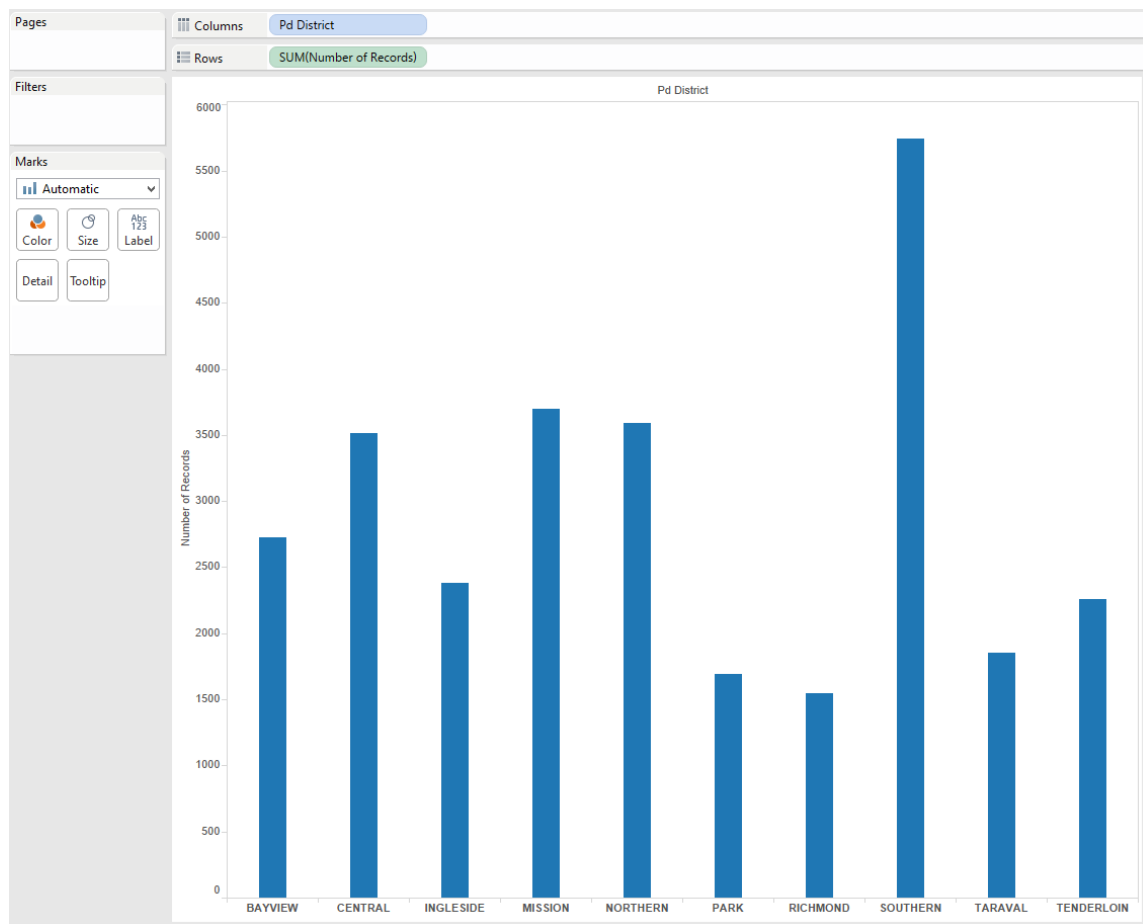 Pages
Columns Pd District
Rows SUM(Number of Records)
Filters
Marks
Automatic
Color Size Abc 123 Label
Detail Tooltip
Pd District
6000
5500
5000
4500
4000
3500
3000
2500
2000
1500
1000
500
0
Number of Records
BAYVIEW CENTRAL INGLESIDE MISSION NORTHERN PARK RICHMOND SOUTHERN TARAVAL TENDERLOIN